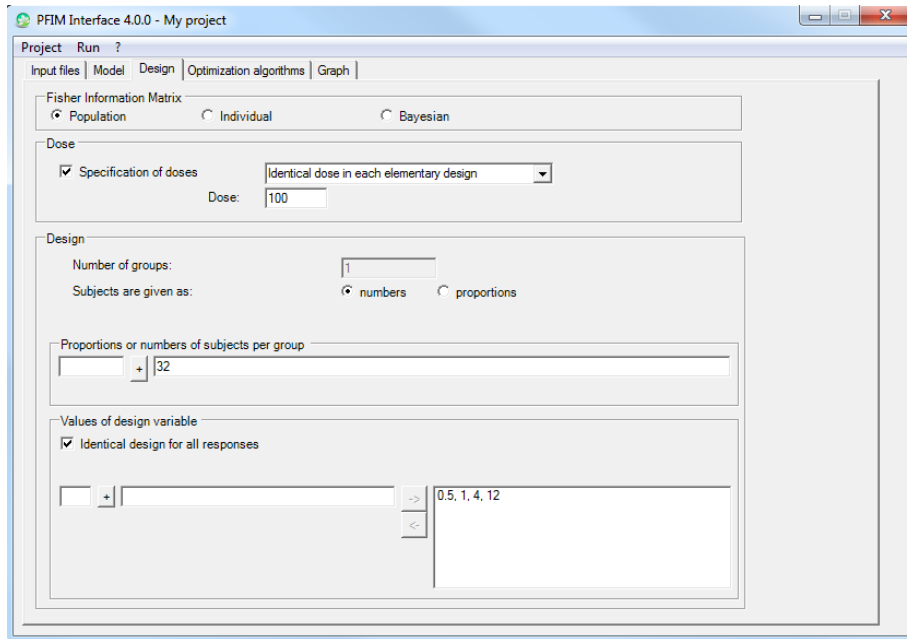 PFIM Interface 4.0.0 - My project
Project Run ?
Input files Model Design Optimization algorithms Graph
Fisher Information Matrix
Population Individual Bayesian
Dose
Specification of doses Identical dose in each elementary design
Dose: 100
Design
Number of groups: 1
Subjects are given as: numbers proportions
Proportions or numbers of subjects per group
+ 32
Values of design variable
Identical design for all responses
+ -> 0.5, 1, 4, 12
<-